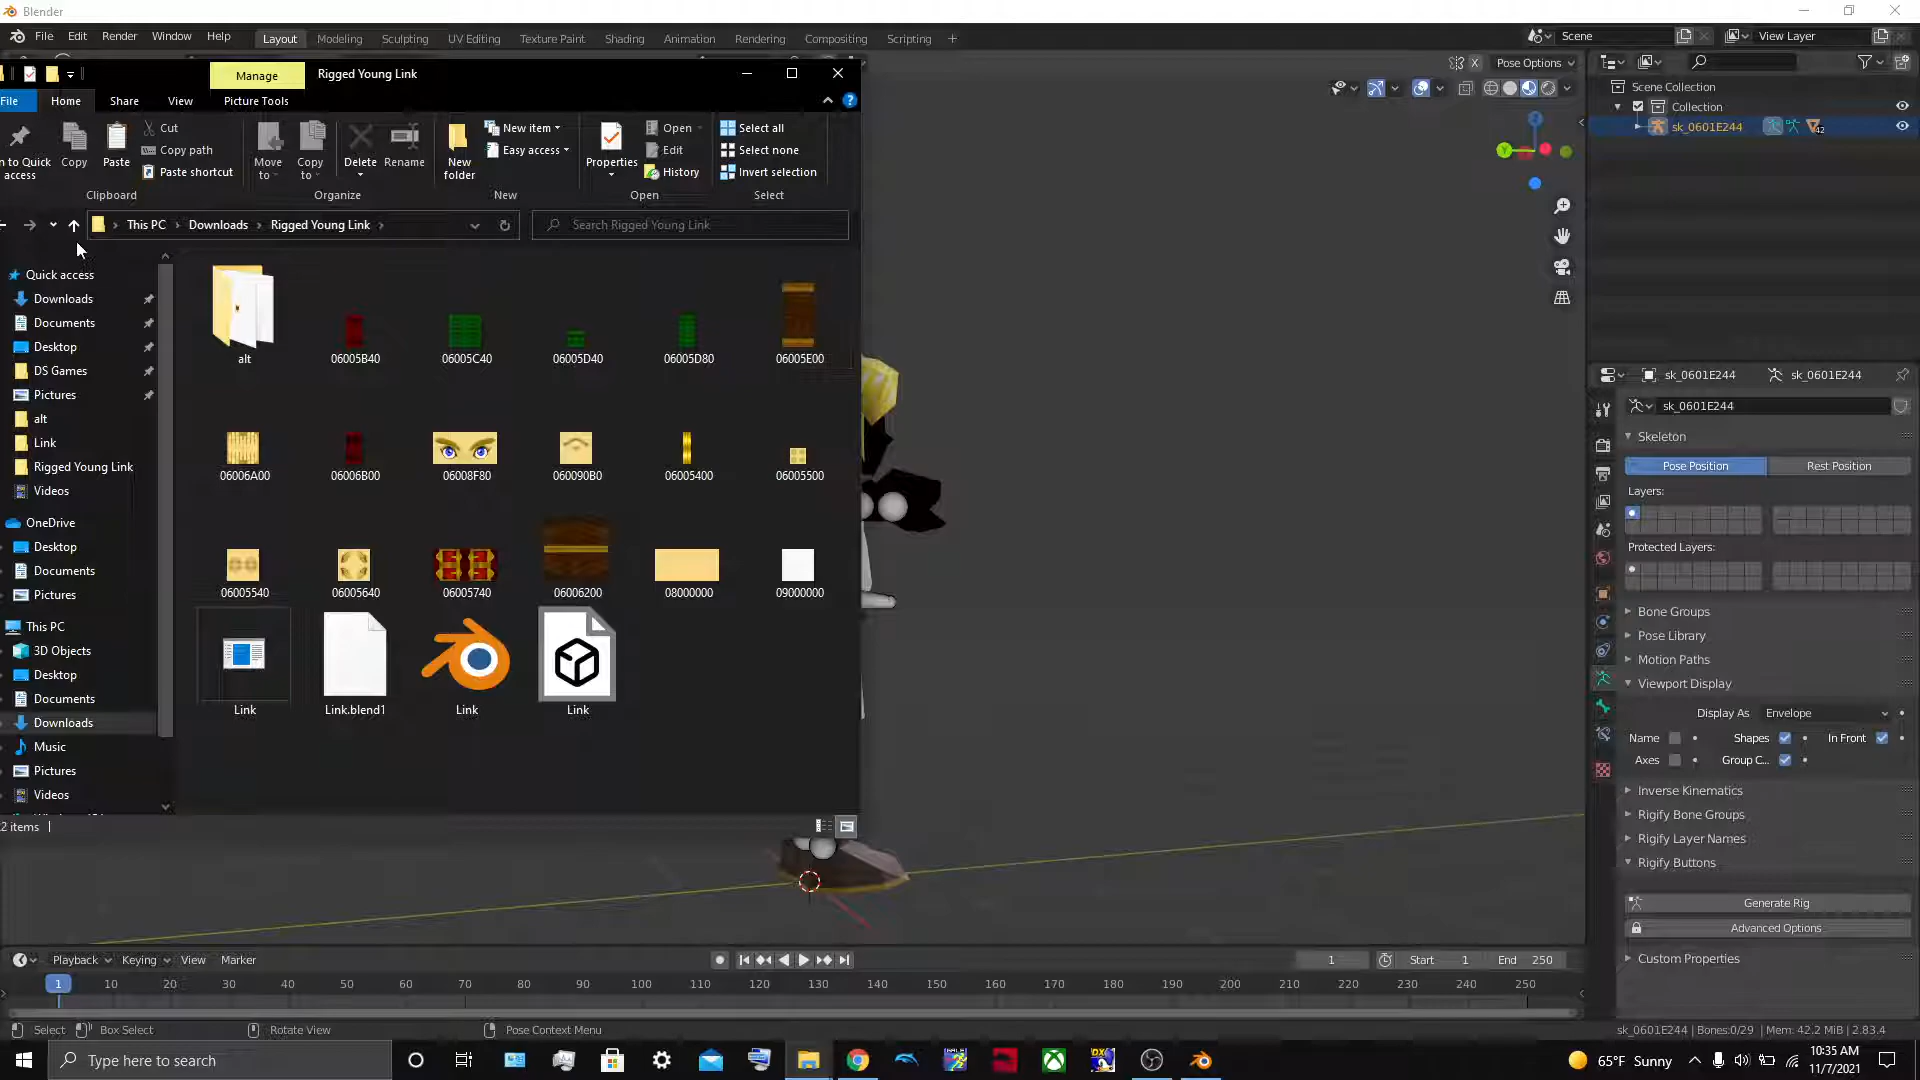 Blender
File Edit Render Window Help Layout Modeling Sculpting UV Editing Texture Paint Shading Animation Rendering Compositing Scripting + Scene View Layer
Manage Rigged Young Link
File Home Share View Picture Tools
Pose Options
Copy Paste Cut Copy path Paste shortcut
n to Quick access
Clipboard
Move to Copy to Delete Rename
Organize
New folder New item Easy access
New
Properties Open Edit History
Open
Select all Select none Invert selection
Select
This PC Downloads Rigged Young Link Search Rigged Young Link
Quick access
Downloads
Documents
Desktop
DS Games
Pictures
alt
Link
Rigged Young Link
Videos
OneDrive
Desktop
Documents
Pictures
This PC
3D Objects
Desktop
Documents
Downloads
Music
Pictures
Videos
alt 06005B40 06005C40 06005D40 06005D80 06005E00
06006A00 06006B00 06008F80 060090B0 06005400 06005500
06005540 06005640 06005740 06006200 08000000 09000000
Link Link.blend1 Link Link
2 items
Scene Collection
Collection
sk_0601E244 42
sk_0601E244 sk_0601E244
sk_0601E244
Skeleton
Pose Position Rest Position
Layers:
Protected Layers:
Bone Groups
Pose Library
Motion Paths
Viewport Display
Display As Envelope
Name Shapes In Front
Axes Group C...
Inverse Kinematics
Rigify Bone Groups
Rigify Layer Names
Rigify Buttons
Generate Rig
Advanced Options
Custom Properties
Playback Keying View Marker 1 Start 1 End 250
1 10 20 30 40 50 60 70 80 90 100 110 120 130 140 150 160 170 180 190 200 210 220 230 240 250
Select Box Select Rotate View Pose Context Menu sk_0601E244 | Bones:0/29 | Mem: 42.2 MiB | 2.83.4
Type here to search 65°F Sunny 10:35 AM
11/7/2021